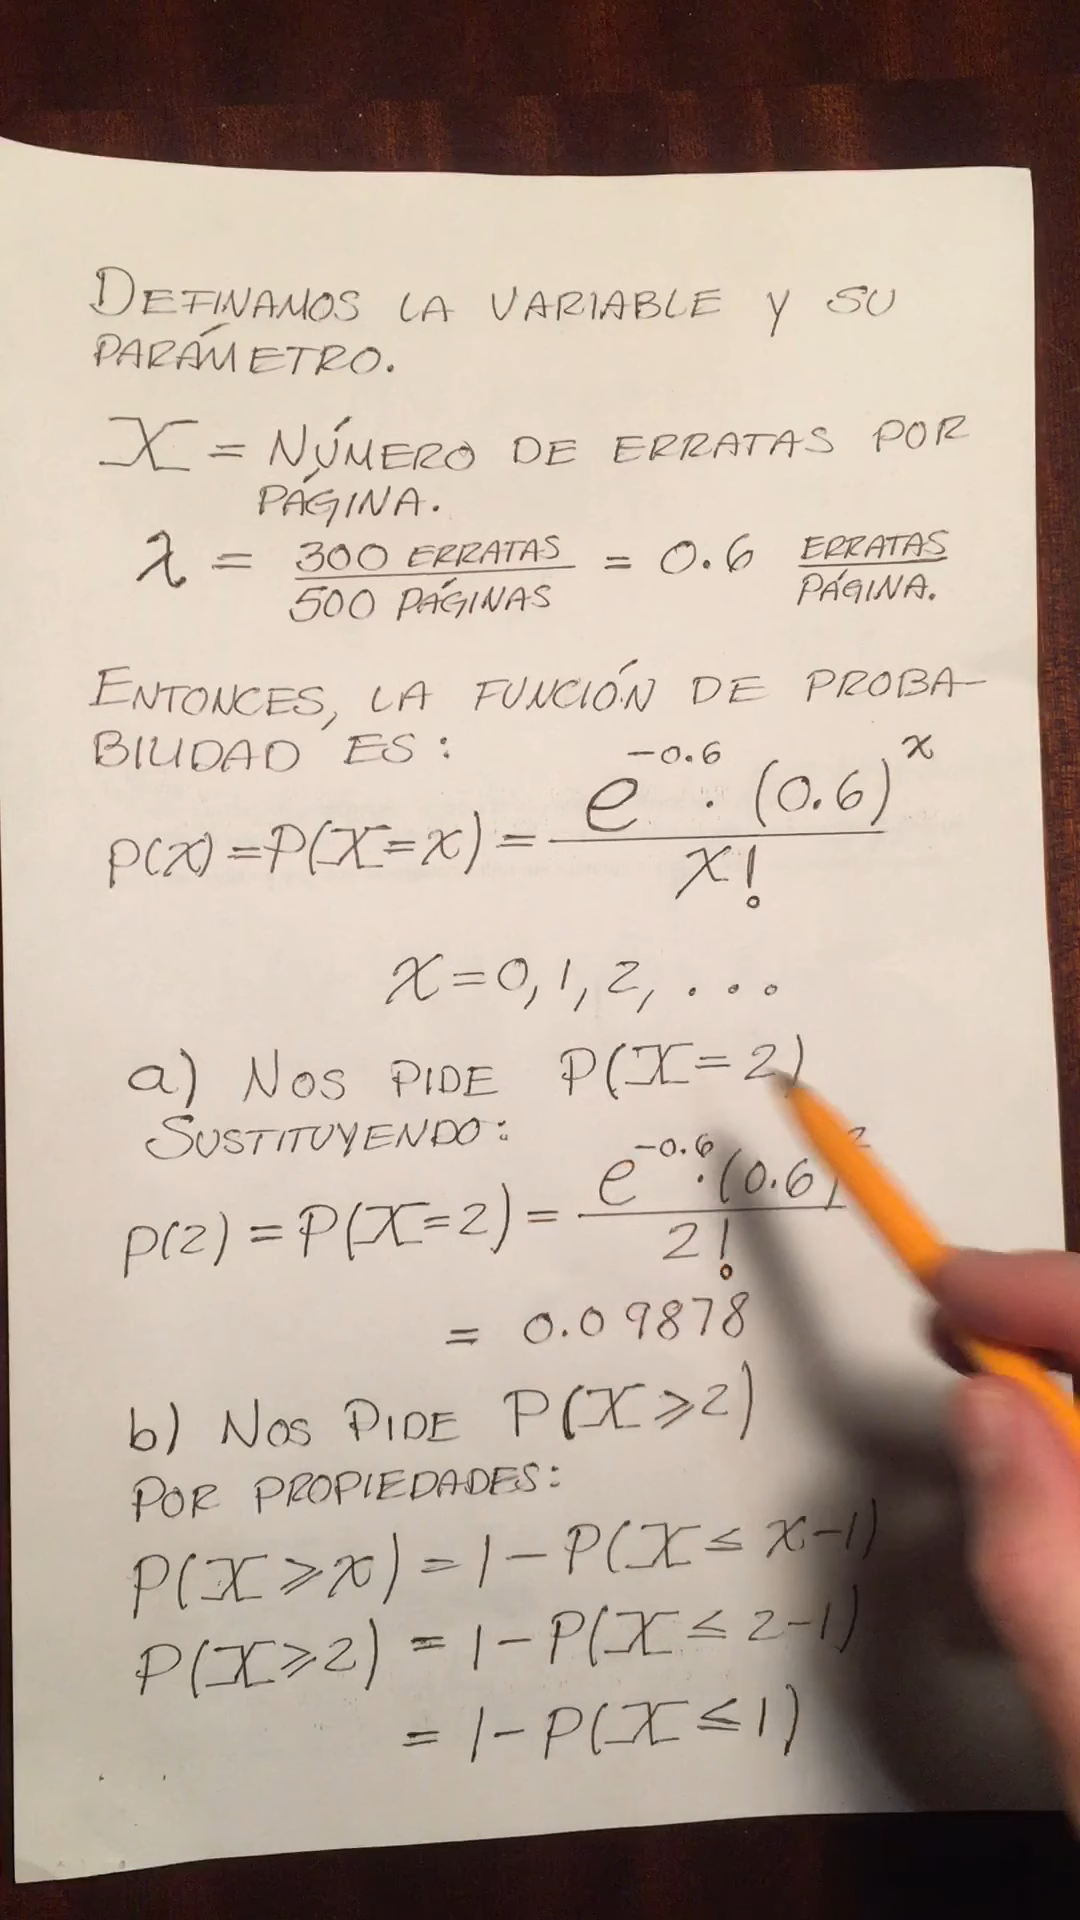 DEFINAMOS LA VARIABLE Y SU
PARÁMETRO.
X = NÚMERO DE ERRATAS POR
PÁGINA.
λ = 300 ERRATAS / 500 PÁGINAS = 0.6 ERRATAS / PÁGINA.
ENTONCES, LA FUNCIÓN DE PROBA-
BILIDAD ES:
p(x) = P(X=x) = e^-0.6 · (0.6)^x / x!
x = 0, 1, 2, ...
a) NOS PIDE P(X=2)
SUSTITUYENDO:
p(2) = P(X=2) = e^-0.6 · (0.6)^2 / 2!
= 0.09878
b) NOS PIDE P(X⩾2)
POR PROPIEDADES:
P(X⩾x) = 1 - P(X ≤ x-1)
P(X⩾2) = 1 - P(X ≤ 2-1)
= 1 - P(X ≤ 1)